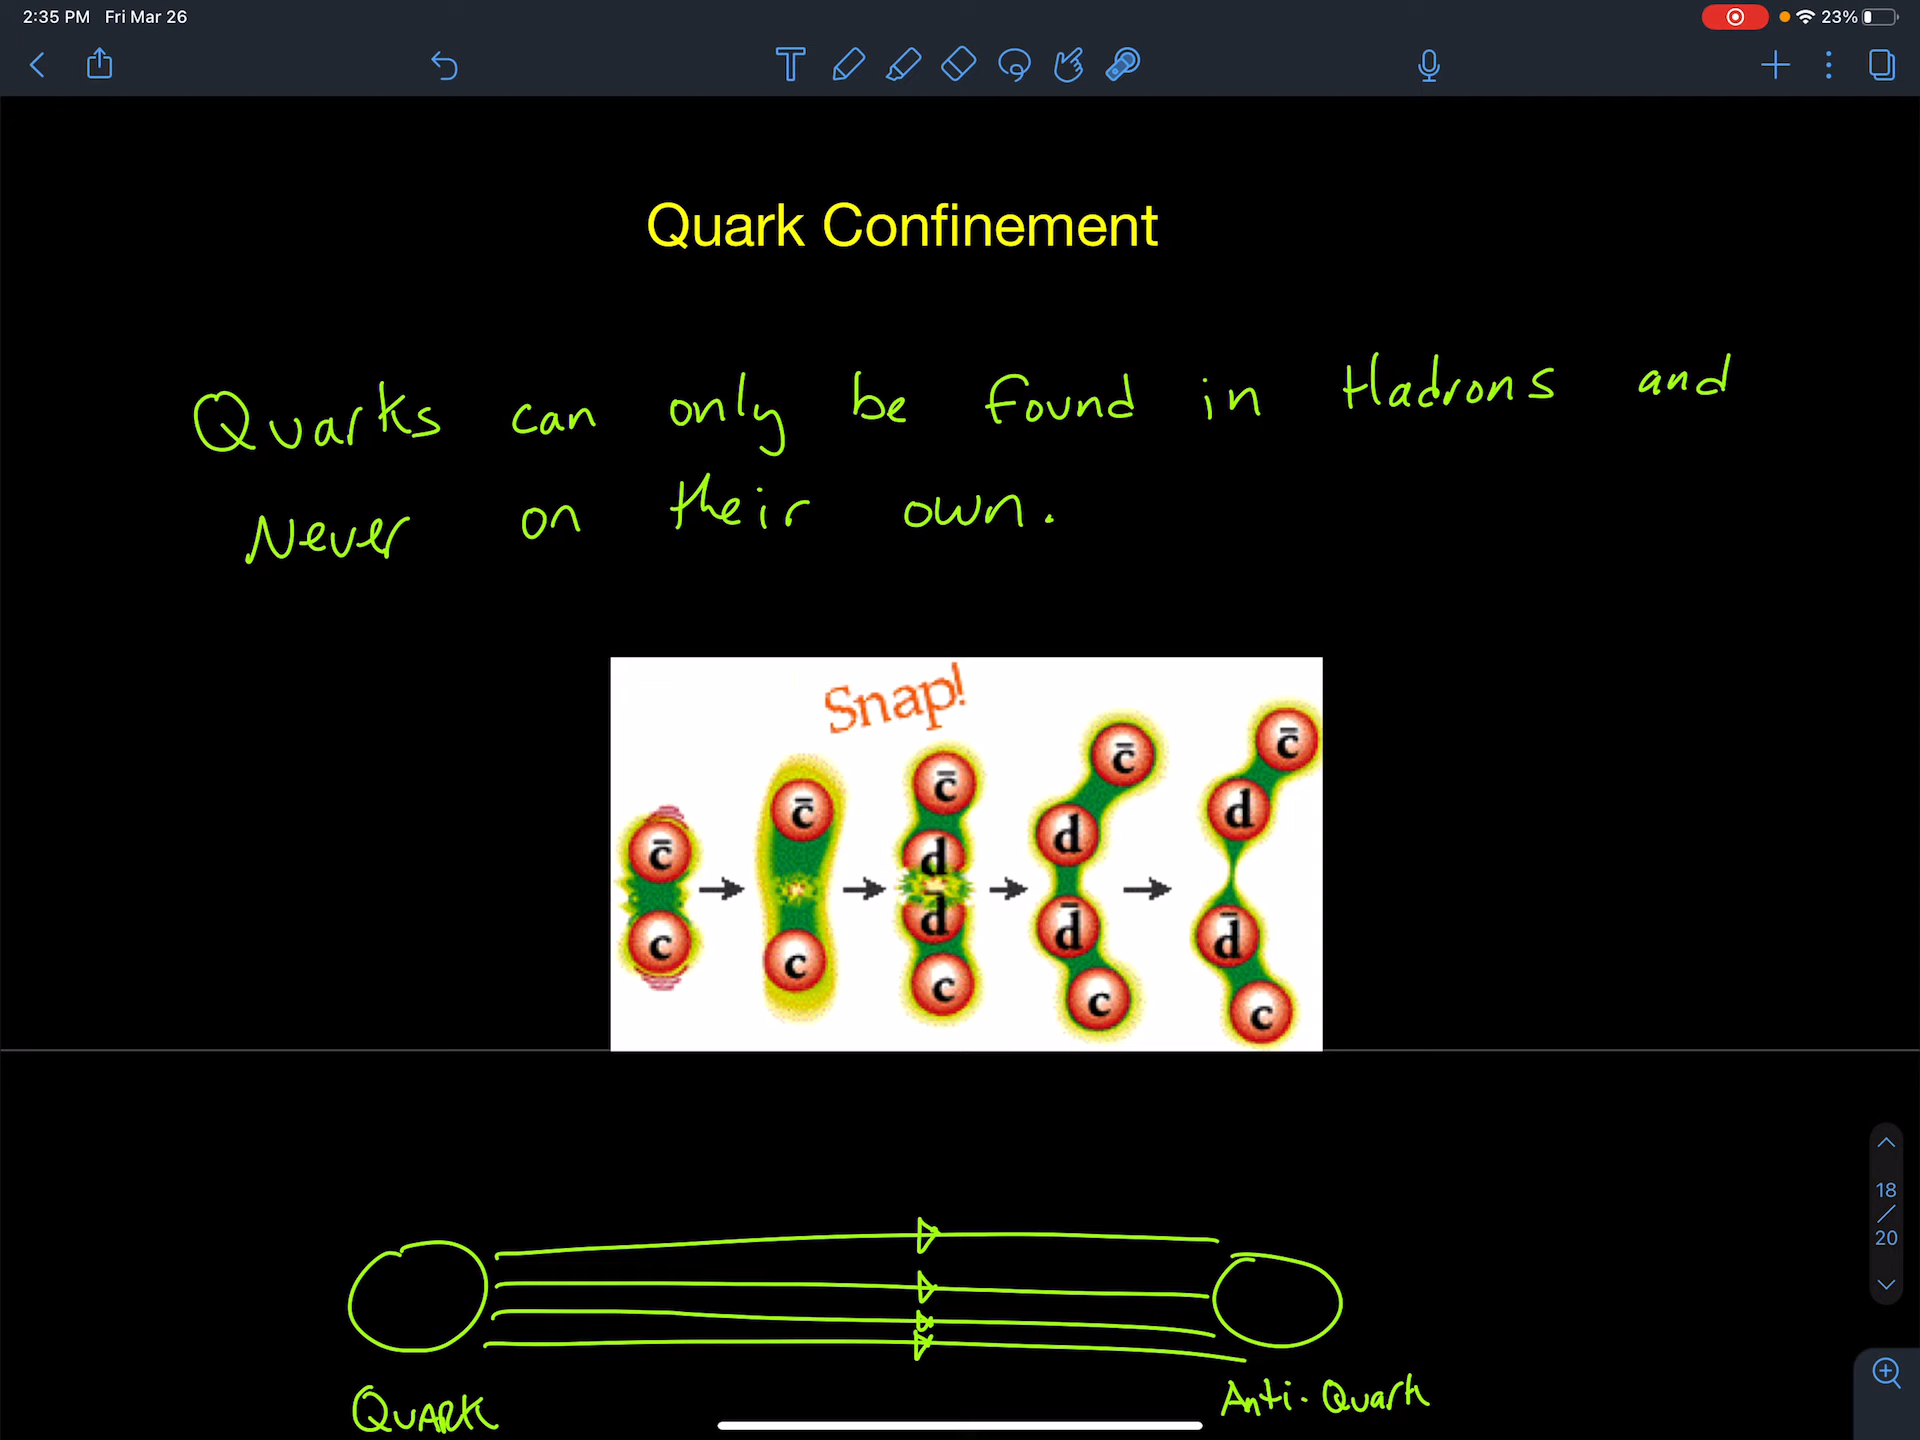 2:35 PM Fri Mar 26
23%
T
Quark Confinement
Quarks can only be found in Hadrons and
Never on their own.
Snap!
c̄ c̄ c̄ c̄ c̄
d d d
d̄ d̄ d̄
c c c c c
18
/
20
QUARK
Anti-Quark